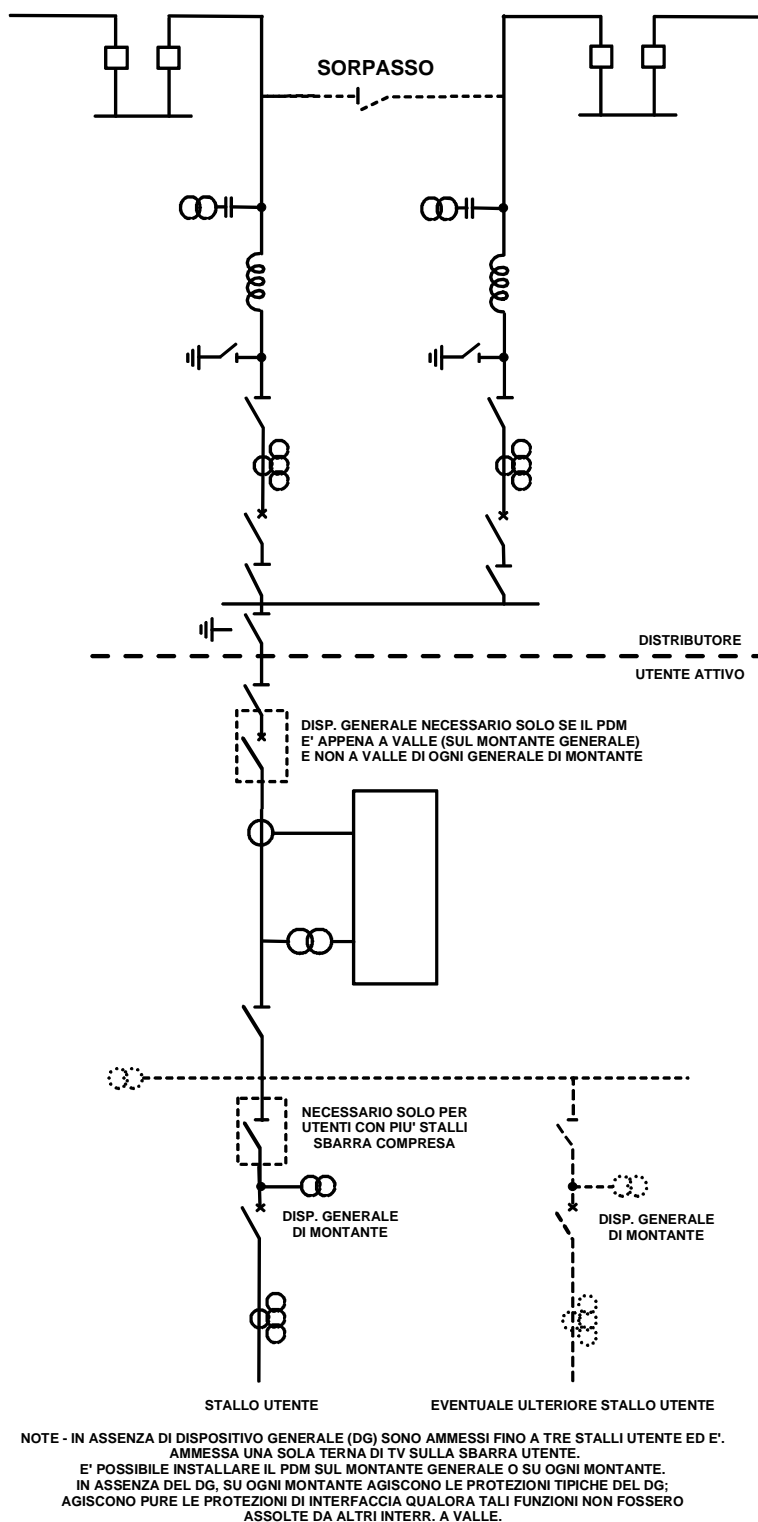 SORPASSO
DISTRIBUTORE
UTENTE ATTIVO
DISP. GENERALE NECESSARIO SOLO SE IL PDM
E' APPENA A VALLE (SUL MONTANTE GENERALE)
E NON A VALLE DI OGNI GENERALE DI MONTANTE
NECESSARIO SOLO PER
UTENTI CON PIU' STALLI
SBARRA COMPRESA
DISP. GENERALE
DI MONTANTE
DISP. GENERALE
DI MONTANTE
STALLO UTENTE
EVENTUALE ULTERIORE STALLO UTENTE
NOTE - IN ASSENZA DI DISPOSITIVO GENERALE (DG) SONO AMMESSI FINO A TRE STALLI UTENTE ED E'.
AMMESSA UNA SOLA TERNA DI TV SULLA SBARRA UTENTE.
E' POSSIBILE INSTALLARE IL PDM SUL MONTANTE GENERALE O SU OGNI MONTANTE.
IN ASSENZA DEL DG, SU OGNI MONTANTE AGISCONO LE PROTEZIONI TIPICHE DEL DG;
AGISCONO PURE LE PROTEZIONI DI INTERFACCIA QUALORA TALI FUNZIONI NON FOSSERO
ASSOLTE DA ALTRI INTERR. A VALLE.